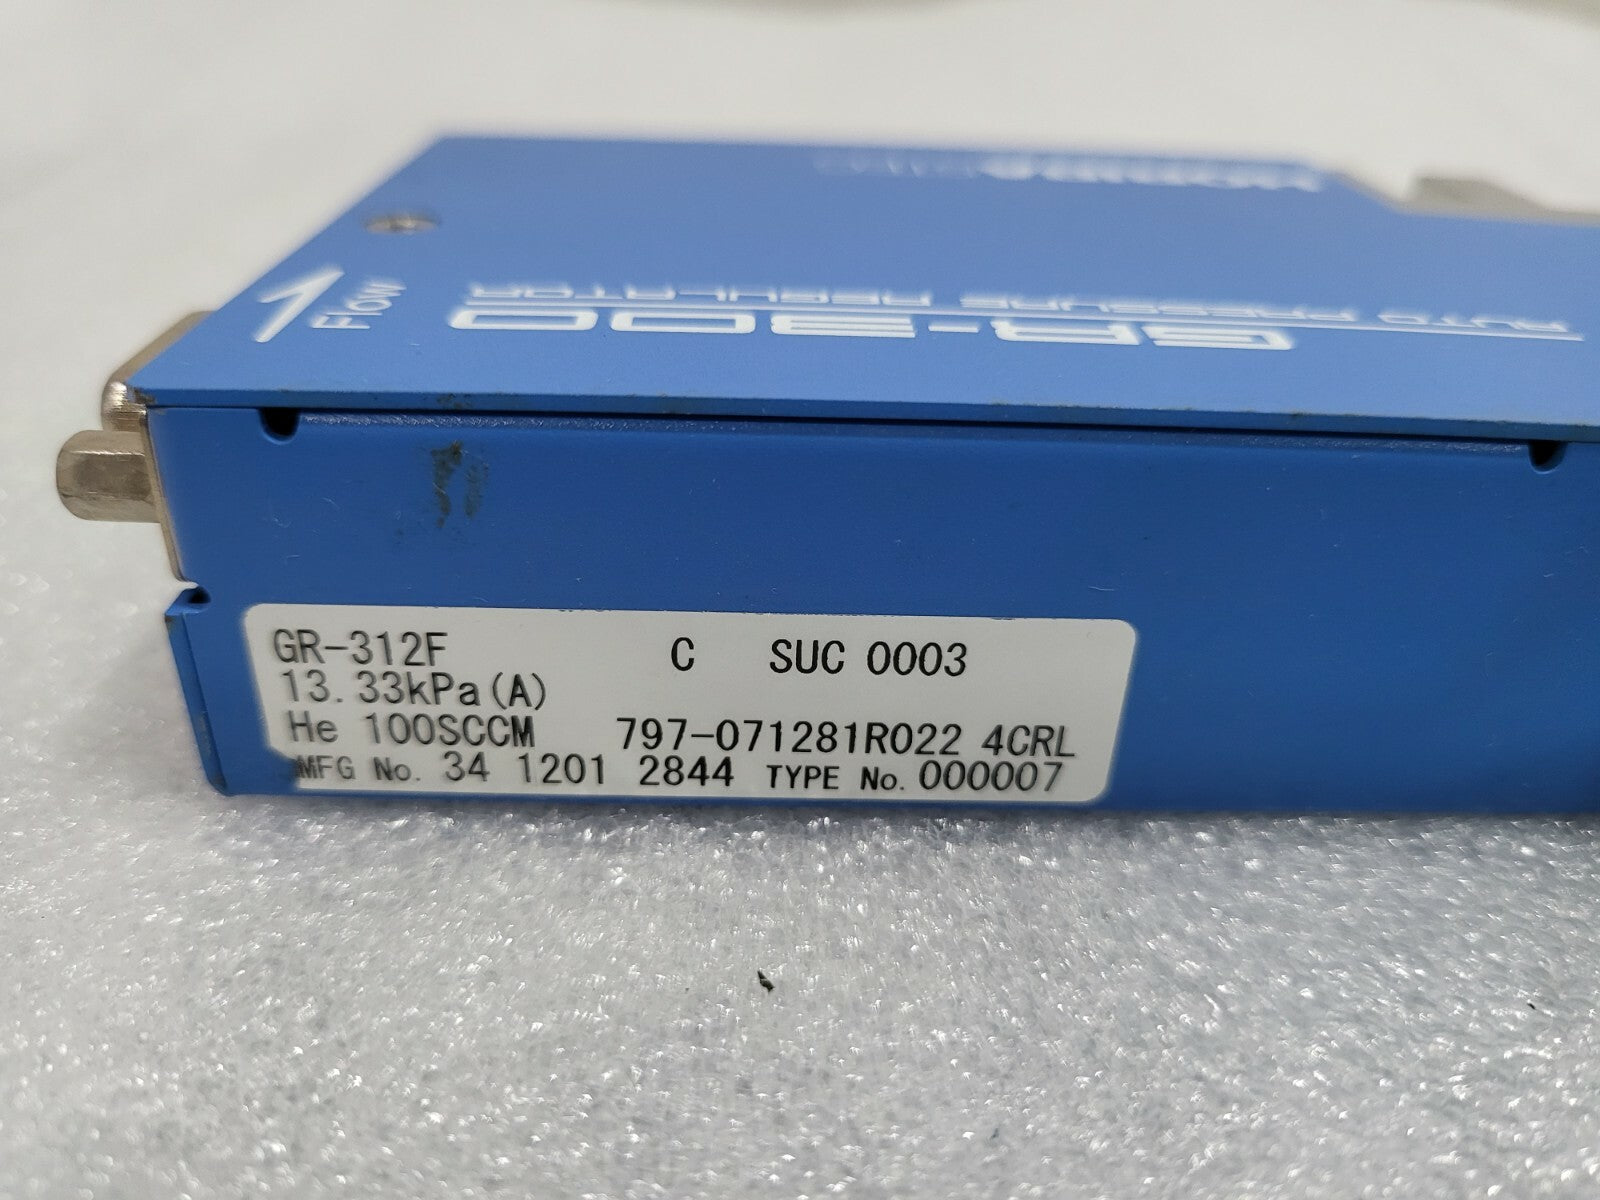 Flow
AUTO PRESSURE REGULATOR
GR-300
GR-312F C SUC 0003
13.33kPa(A)
He 100SCCM 797-071281R022 4CRL
MFG No. 34 1201 2844 TYPE No. 000007